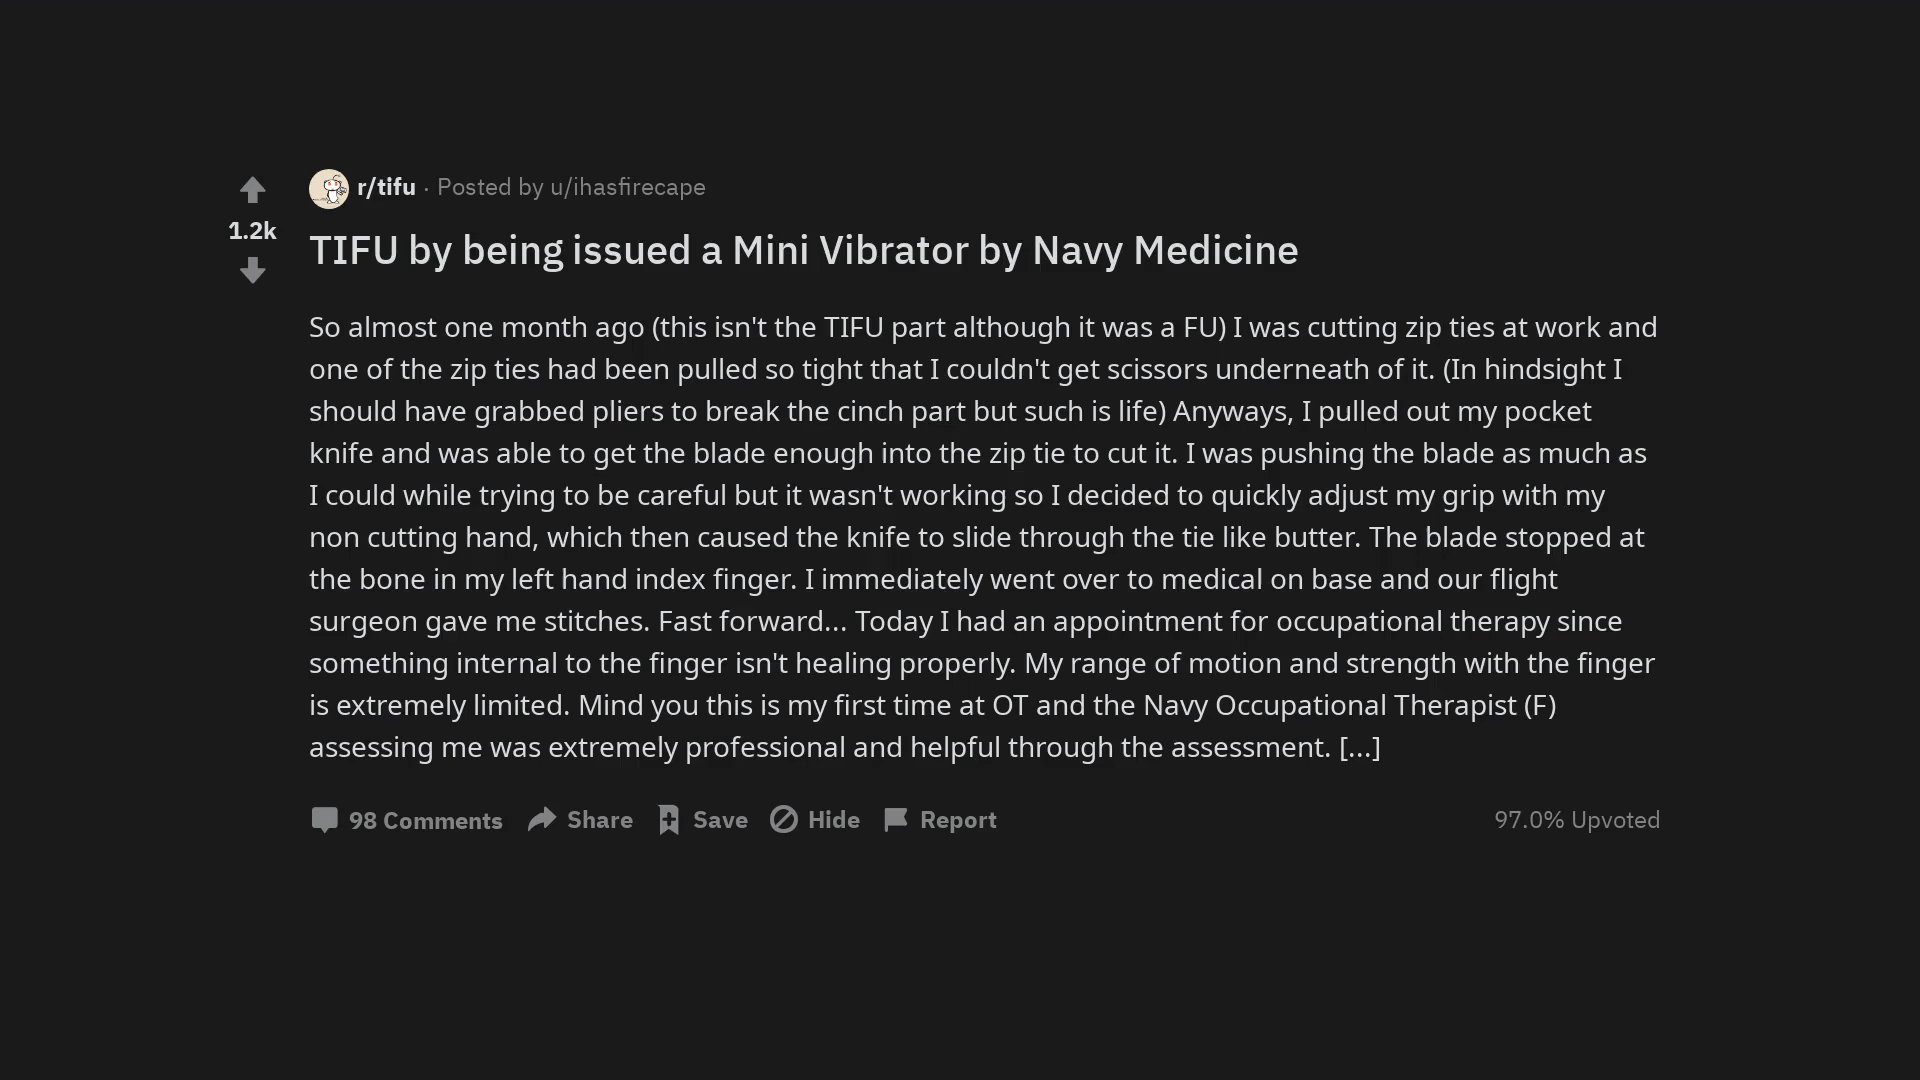 r/tifu · Posted by u/ihasfirecape
1.2k
TIFU by being issued a Mini Vibrator by Navy Medicine
So almost one month ago (this isn't the TIFU part although it was a FU) I was cutting zip ties at work and
one of the zip ties had been pulled so tight that I couldn't get scissors underneath of it. (In hindsight I
should have grabbed pliers to break the cinch part but such is life) Anyways, I pulled out my pocket
knife and was able to get the blade enough into the zip tie to cut it. I was pushing the blade as much as
I could while trying to be careful but it wasn't working so I decided to quickly adjust my grip with my
non cutting hand, which then caused the knife to slide through the tie like butter. The blade stopped at
the bone in my left hand index finger. I immediately went over to medical on base and our flight
surgeon gave me stitches. Fast forward... Today I had an appointment for occupational therapy since
something internal to the finger isn't healing properly. My range of motion and strength with the finger
is extremely limited. Mind you this is my first time at OT and the Navy Occupational Therapist (F)
assessing me was extremely professional and helpful through the assessment. [...]
98 Comments Share Save Hide Report 97.0% Upvoted